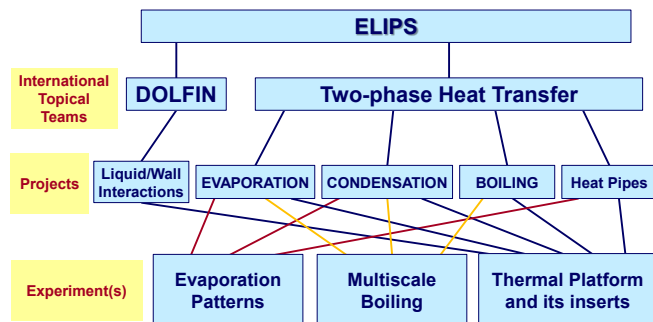 ELIPS
International
Topical
Teams
DOLFIN
Two-phase Heat Transfer
Projects
Liquid/Wall
Interactions
EVAPORATION
CONDENSATION
BOILING
Heat Pipes
Experiment(s)
Evaporation
Patterns
Multiscale
Boiling
Thermal Platform
and its inserts